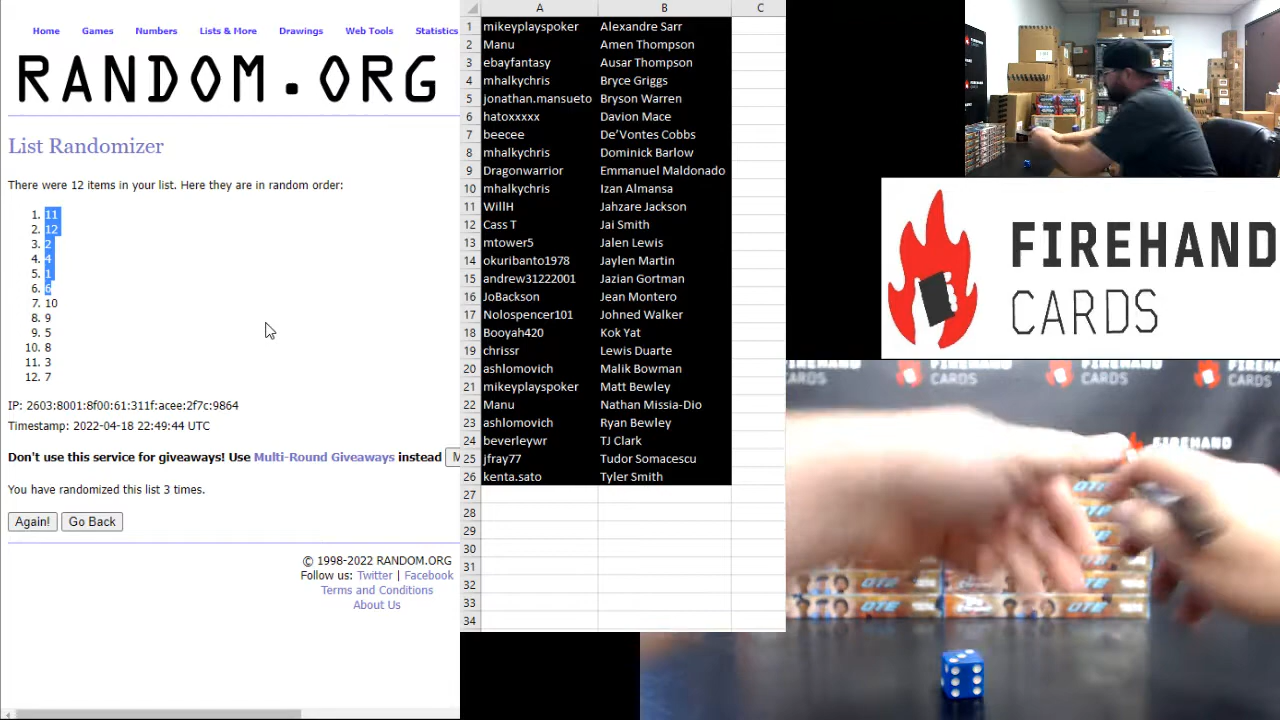 Home Games Numbers Lists & More Drawings Web Tools Statistics
RANDOM.ORG
List Randomizer
There were 12 items in your list. Here they are in random order:
1. 11
2. 12
3. 2
4. 4
5. 1
6. 6
7. 10
8. 9
9. 5
10. 8
11. 3
12. 7
IP: 2603:8001:8f00:61:311f:acee:2f7c:9864
Timestamp: 2022-04-18 22:49:44 UTC
Don't use this service for giveaways! Use Multi-Round Giveaways instead
You have randomized this list 3 times.
Again! Go Back
© 1998-2022 RANDOM.ORG
Follow us: Twitter | Facebook
Terms and Conditions
About Us
A B C
1 mikeyplayspoker Alexandre Sarr
2 Manu Amen Thompson
3 ebayfantasy Ausar Thompson
4 mhalkychris Bryce Griggs
5 jonathan.mansueto Bryson Warren
6 hatoxxxxx Davion Mace
7 beecee De'Vontes Cobbs
8 mhalkychris Dominick Barlow
9 Dragonwarrior Emmanuel Maldonado
10 mhalkychris Izan Almansa
11 WillH Jahzare Jackson
12 Cass T Jai Smith
13 mtower5 Jalen Lewis
14 okuribanto1978 Jaylen Martin
15 andrew31222001 Jazian Gortman
16 JoBackson Jean Montero
17 Nolospencer101 Johned Walker
18 Booyah420 Kok Yat
19 chrissr Lewis Duarte
20 ashlomovich Malik Bowman
21 mikeyplayspoker Matt Bewley
22 Manu Nathan Missia-Dio
23 ashlomovich Ryan Bewley
24 beverleywr TJ Clark
25 jfray77 Tudor Somacescu
26 kenta.sato Tyler Smith
27
28
29
30
31
32
33
34
FIREHAND
CARDS
FIREHAND
CARDS
CARDS
CARDS
CARDS
FIREHAND
CARDS
OTE
OTE
OTE